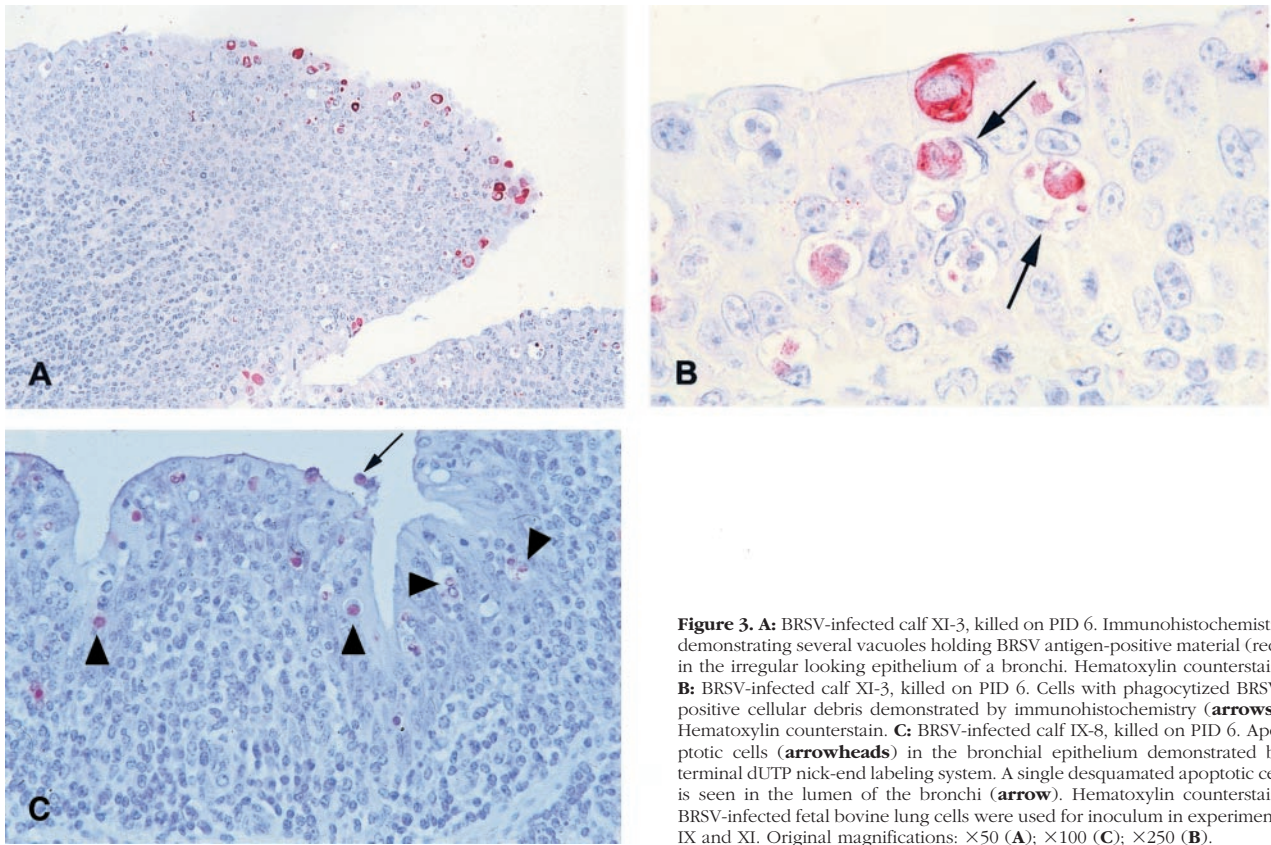 A
B
C
Figure 3. A: BRSV-infected calf XI-3, killed on PID 6. Immunohistochemist
demonstrating several vacuoles holding BRSV antigen-positive material (re
in the irregular looking epithelium of a bronchi. Hematoxylin counterstai
B: BRSV-infected calf XI-3, killed on PID 6. Cells with phagocytized BRSV
positive cellular debris demonstrated by immunohistochemistry (arrows
Hematoxylin counterstain. C: BRSV-infected calf IX-8, killed on PID 6. Apo
ptotic cells (arrowheads) in the bronchial epithelium demonstrated b
terminal dUTP nick-end labeling system. A single desquamated apoptotic ce
is seen in the lumen of the bronchi (arrow). Hematoxylin counterstai
BRSV-infected fetal bovine lung cells were used for inoculum in experimen
IX and XI. Original magnifications: ×50 (A); ×100 (C); ×250 (B).